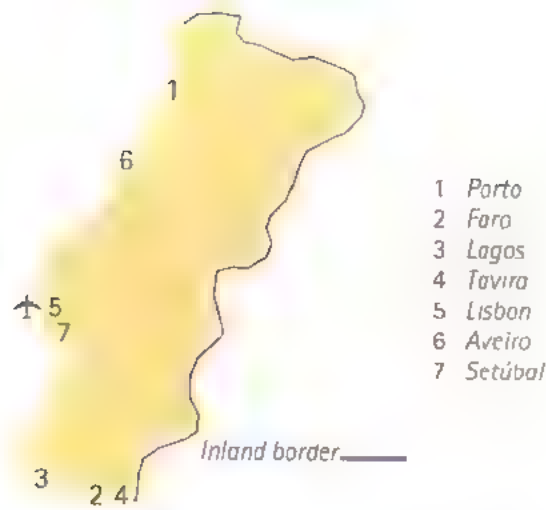 1
6
5
7
3
2 4
1 Porto
2 Faro
3 Lagos
4 Tavira
5 Lisbon
6 Aveiro
7 Setúbal
Inland border